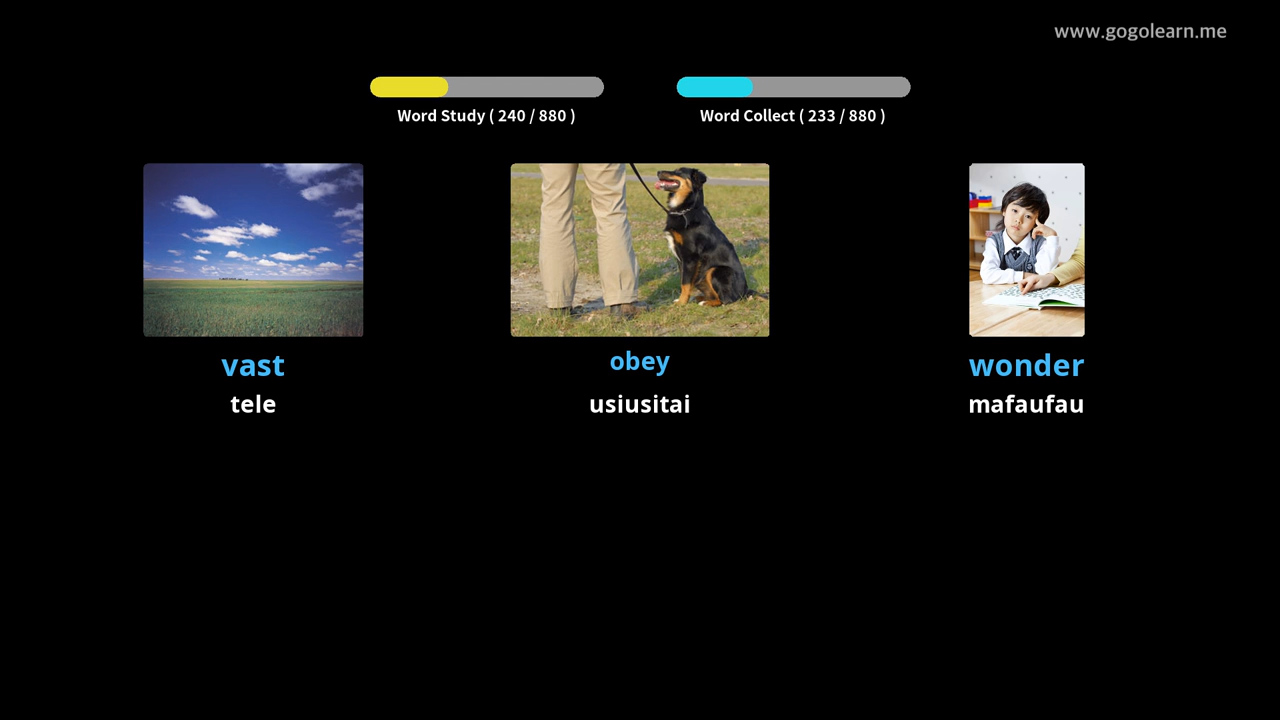 www.gogolearn.me
Word Study ( 240 / 880 )
Word Collect ( 233 / 880 )
vast
obey
wonder
tele
usiusitai
mafaufau